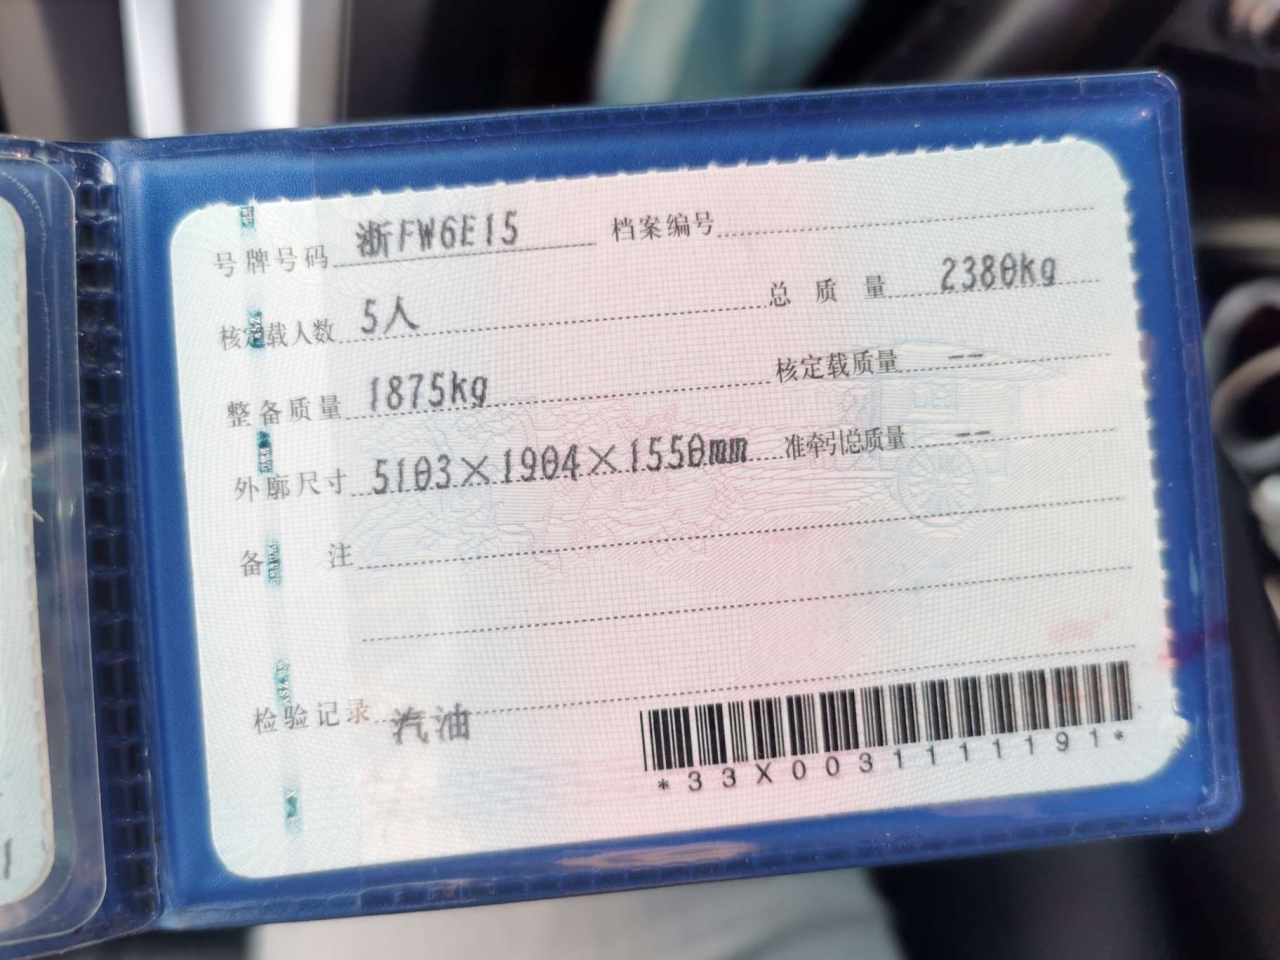 号牌号码 浙FW6E15 档案编号
核定载人数 5人 总质量 2380kg
整备质量 1875kg 核定载质量 --
外廓尺寸 5103×1904×1550mm 准牵引总质量 --
备注
检验记录 汽油
*33X0031111191*